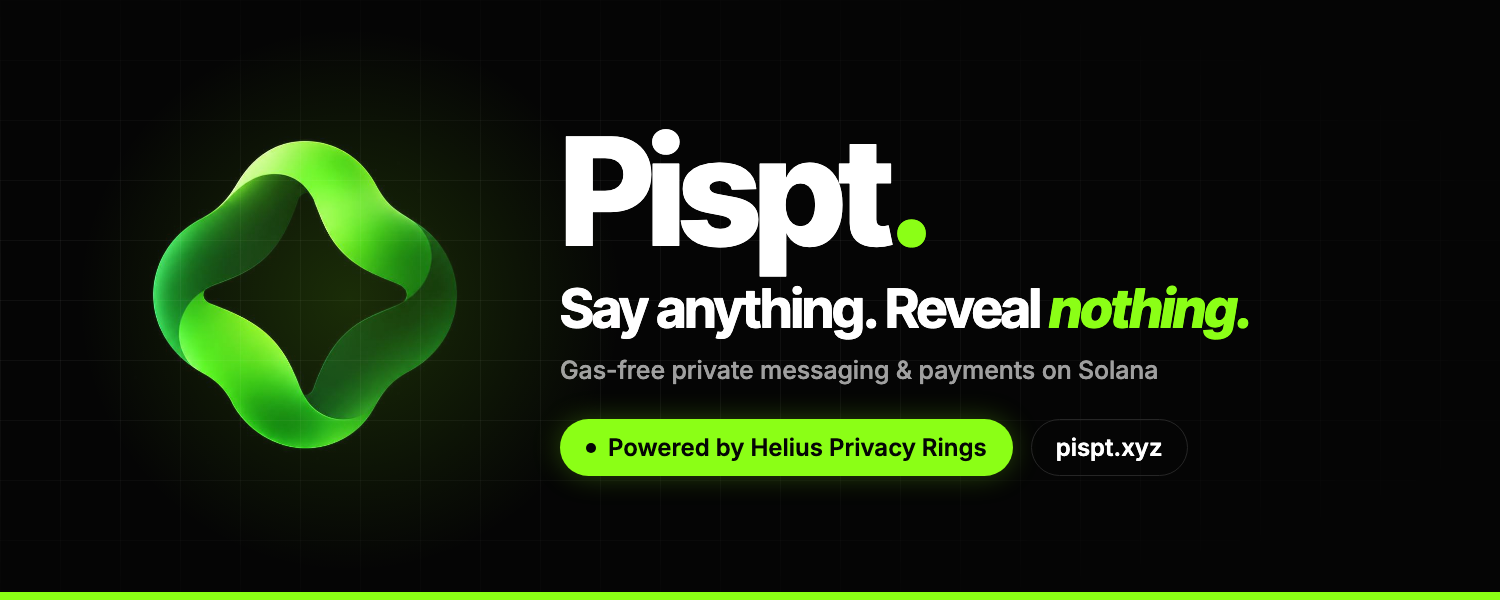 Pispt.
Say anything. Reveal nothing.
Gas-free private messaging & payments on Solana
Powered by Helius Privacy Rings
pispt.xyz